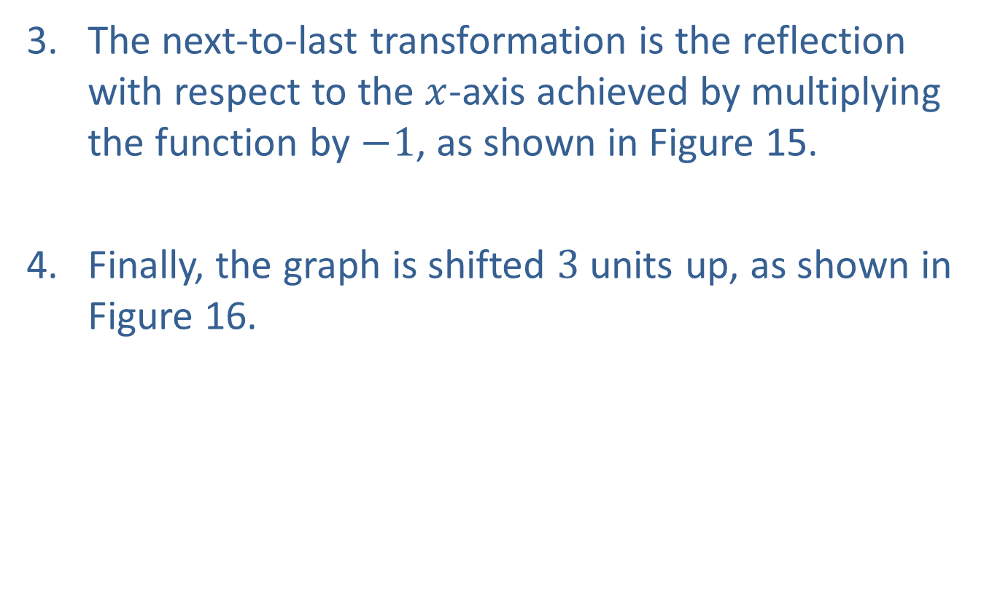 3. The next-to-last transformation is the reflection
with respect to the x-axis achieved by multiplying
the function by −1, as shown in Figure 15.
4. Finally, the graph is shifted 3 units up, as shown in
Figure 16.